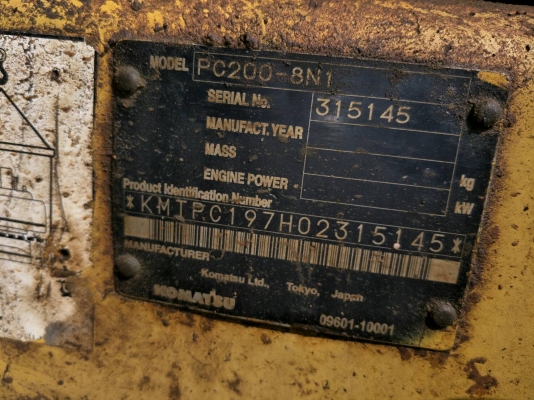 MODEL PC200-8N1
SERIAL No. 315145
MANUFACT. YEAR
MASS kg
ENGINE POWER kW
Product Identification Number
*KMTPC197H02315145*
MANUFACTURER
Komatsu Ltd., Tokyo, Japan
KOMATSU
09601-10001